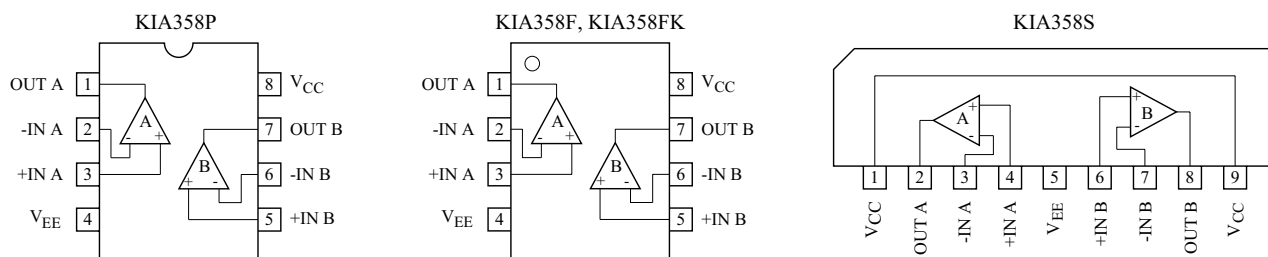 KIA358P
OUT A 1 8 VCC
A
-IN A 2 - + 7 OUT B
B
+IN A 3 + - 6 -IN B
VEE 4 5 +IN B
KIA358F, KIA358FK
OUT A 1 8 VCC
A
-IN A 2 - + 7 OUT B
B
+IN A 3 + - 6 -IN B
VEE 4 5 +IN B
KIA358S
+ +
A B
- -
1 2 3 4 5 6 7 8 9
VCC
OUT A
-IN A
+IN A
VEE
+IN B
-IN B
OUT B
VCC